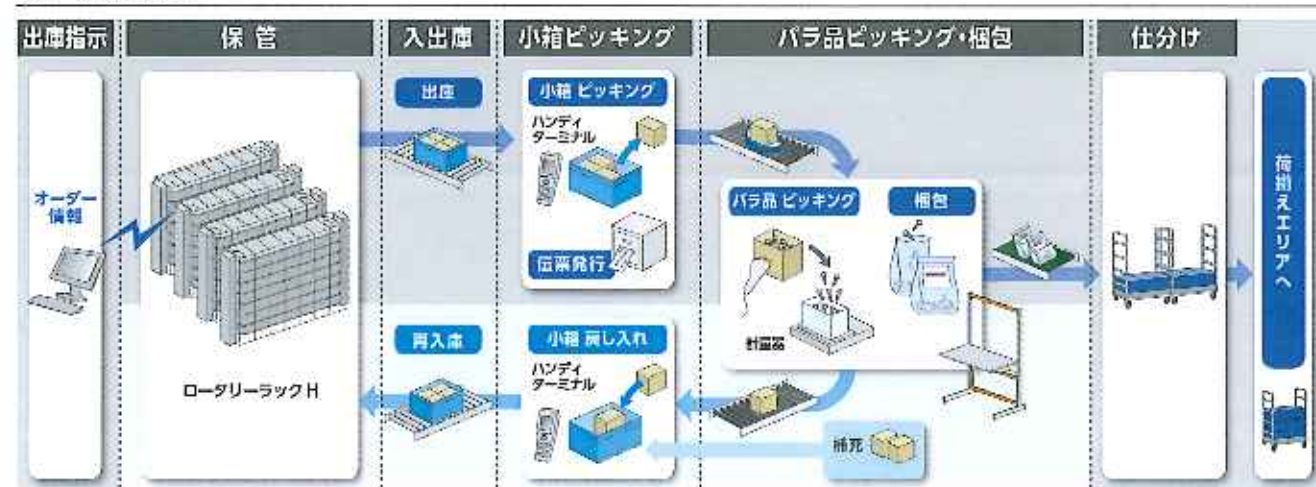 出庫指示
保管
入出庫
小箱ピッキング
バラ品ピッキング・梱包
仕分け
オーダー
情報
ロータリーラックH
出庫
小箱 ピッキング
ハンディ
ターミナル
伝票発行
バラ品 ピッキング
計量器
梱包
荷揃えエリアへ
再入庫
小箱 戻し入れ
ハンディ
ターミナル
補充